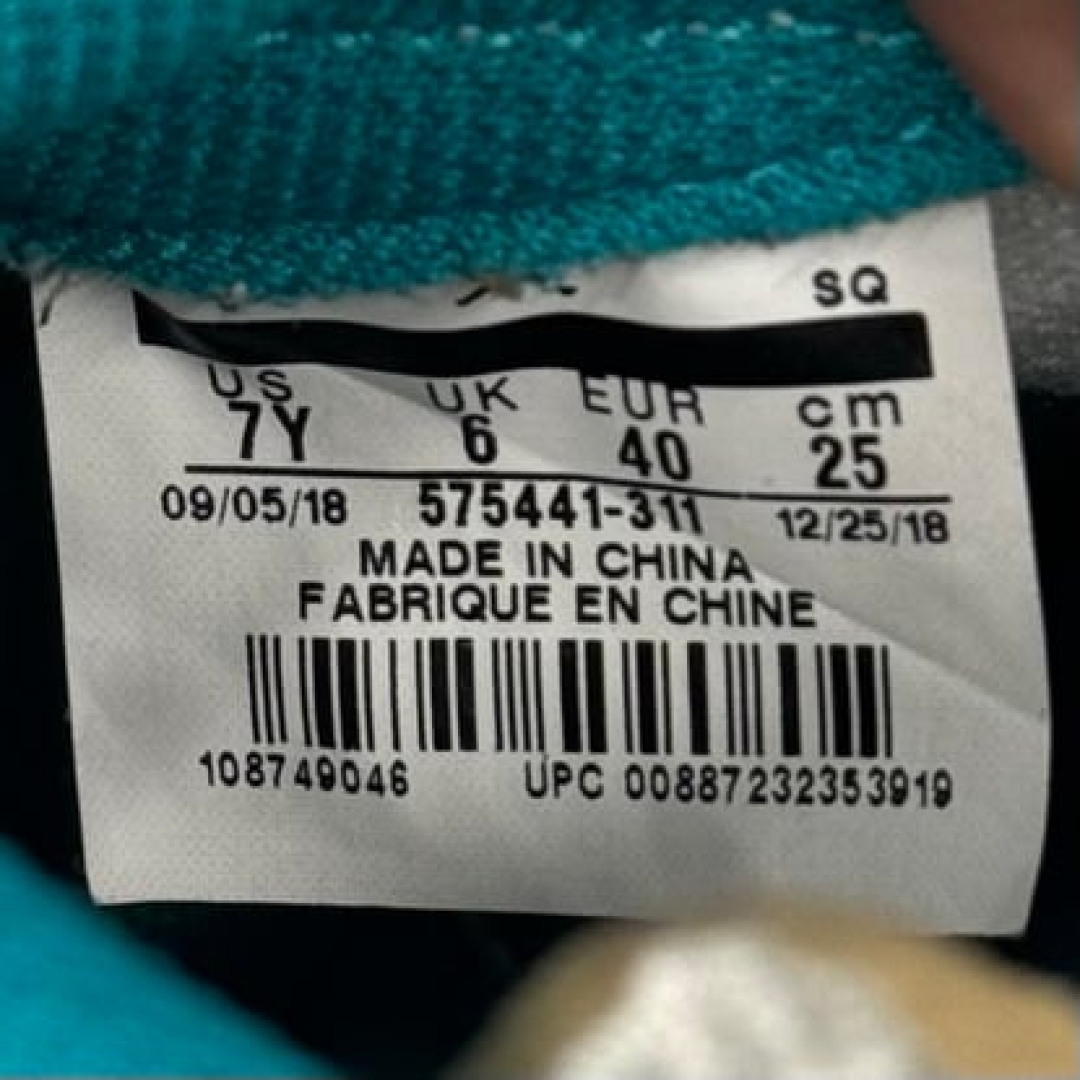 SQ
US UK EUR cm
7Y 6 40 25
09/05/18 575441-311 12/25/18
MADE IN CHINA
FABRIQUE EN CHINE
108749046 UPC 00887232353919